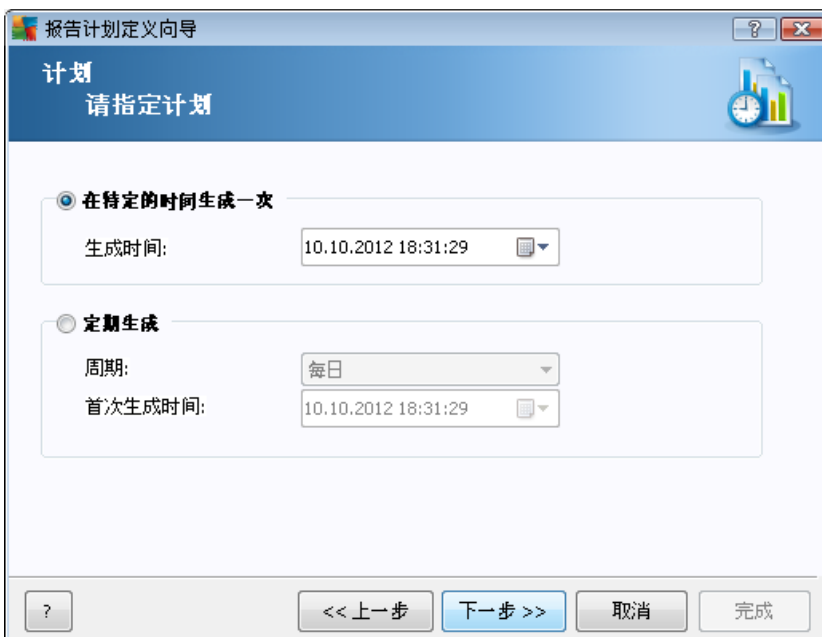 报告计划定义向导
计划
请指定计划
在特定的时间生成一次
生成时间:
10.10.2012 18:31:29
定期生成
周期:
每日
首次生成时间:
10.10.2012 18:31:29
?
<< 上一步
下一步 >>
取消
完成